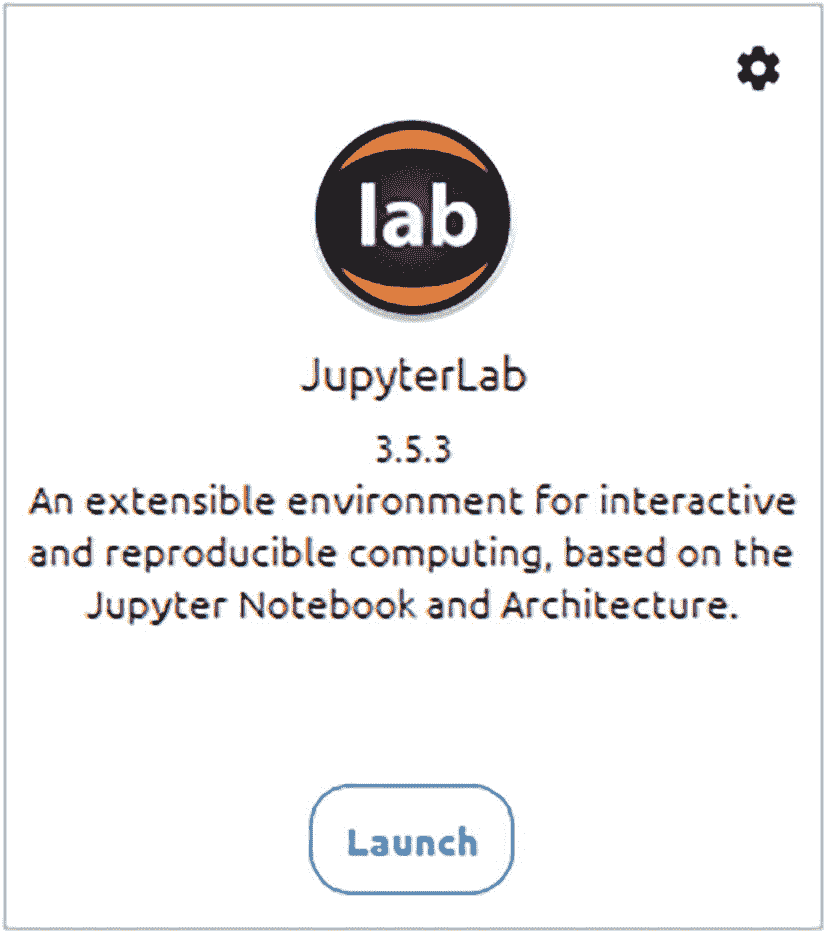 lab
JupyterLab
3.5.3
An extensible environment for interactive
and reproducible computing, based on the
Jupyter Notebook and Architecture.
Launch